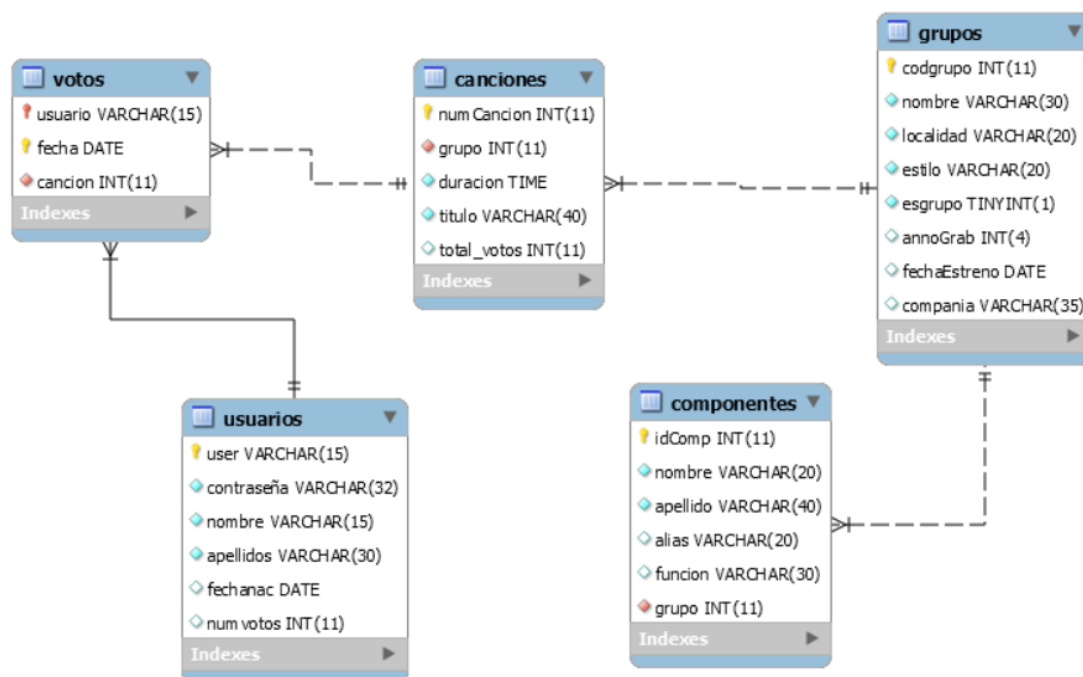 votos
usuario VARCHAR(15)
fecha DATE
cancion INT(11)
Indexes
canciones
numCancion INT(11)
grupo INT(11)
duracion TIME
titulo VARCHAR(40)
total_votos INT(11)
Indexes
grupos
codgrupo INT(11)
nombre VARCHAR(30)
localidad VARCHAR(20)
estilo VARCHAR(20)
esgrupo TINYINT(1)
annoGrab INT(4)
fechaEstreno DATE
compania VARCHAR(35)
Indexes
usuarios
user VARCHAR(15)
contraseña VARCHAR(32)
nombre VARCHAR(15)
apellidos VARCHAR(30)
fechanac DATE
numvotos INT(11)
Indexes
componentes
idComp INT(11)
nombre VARCHAR(20)
apellido VARCHAR(40)
alias VARCHAR(20)
funcion VARCHAR(30)
grupo INT(11)
Indexes